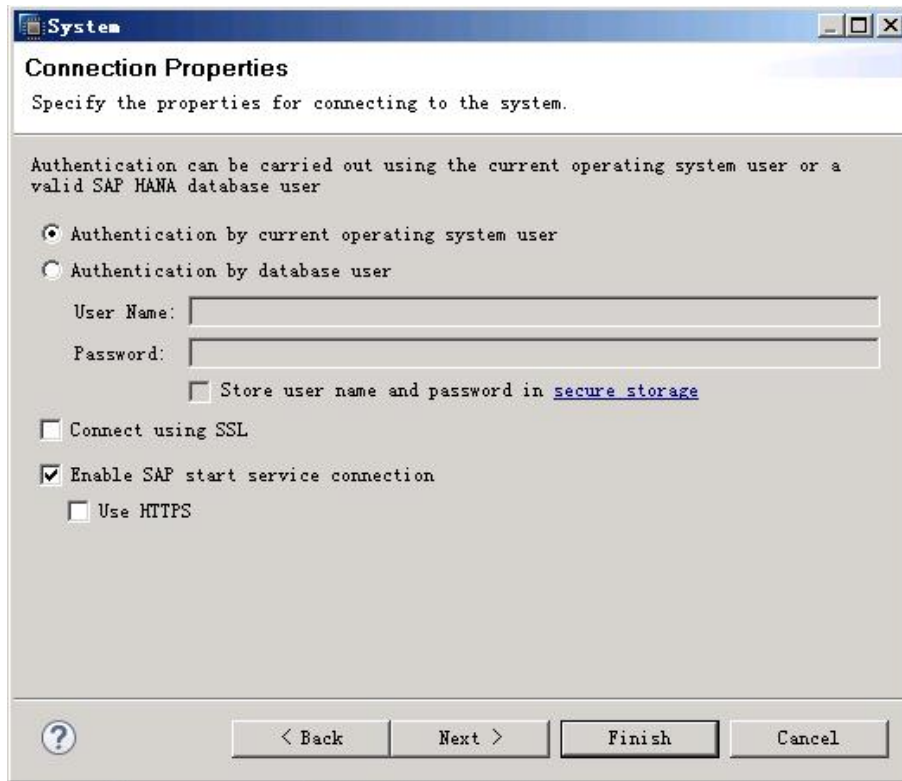 System
Connection Properties
Specify the properties for connecting to the system.
Authentication can be carried out using the current operating system user or a
valid SAP HANA database user
Authentication by current operating system user
Authentication by database user
User Name:
Password:
Store user name and password in secure storage
Connect using SSL
Enable SAP start service connection
Use HTTPS
?
< Back
Next >
Finish
Cancel